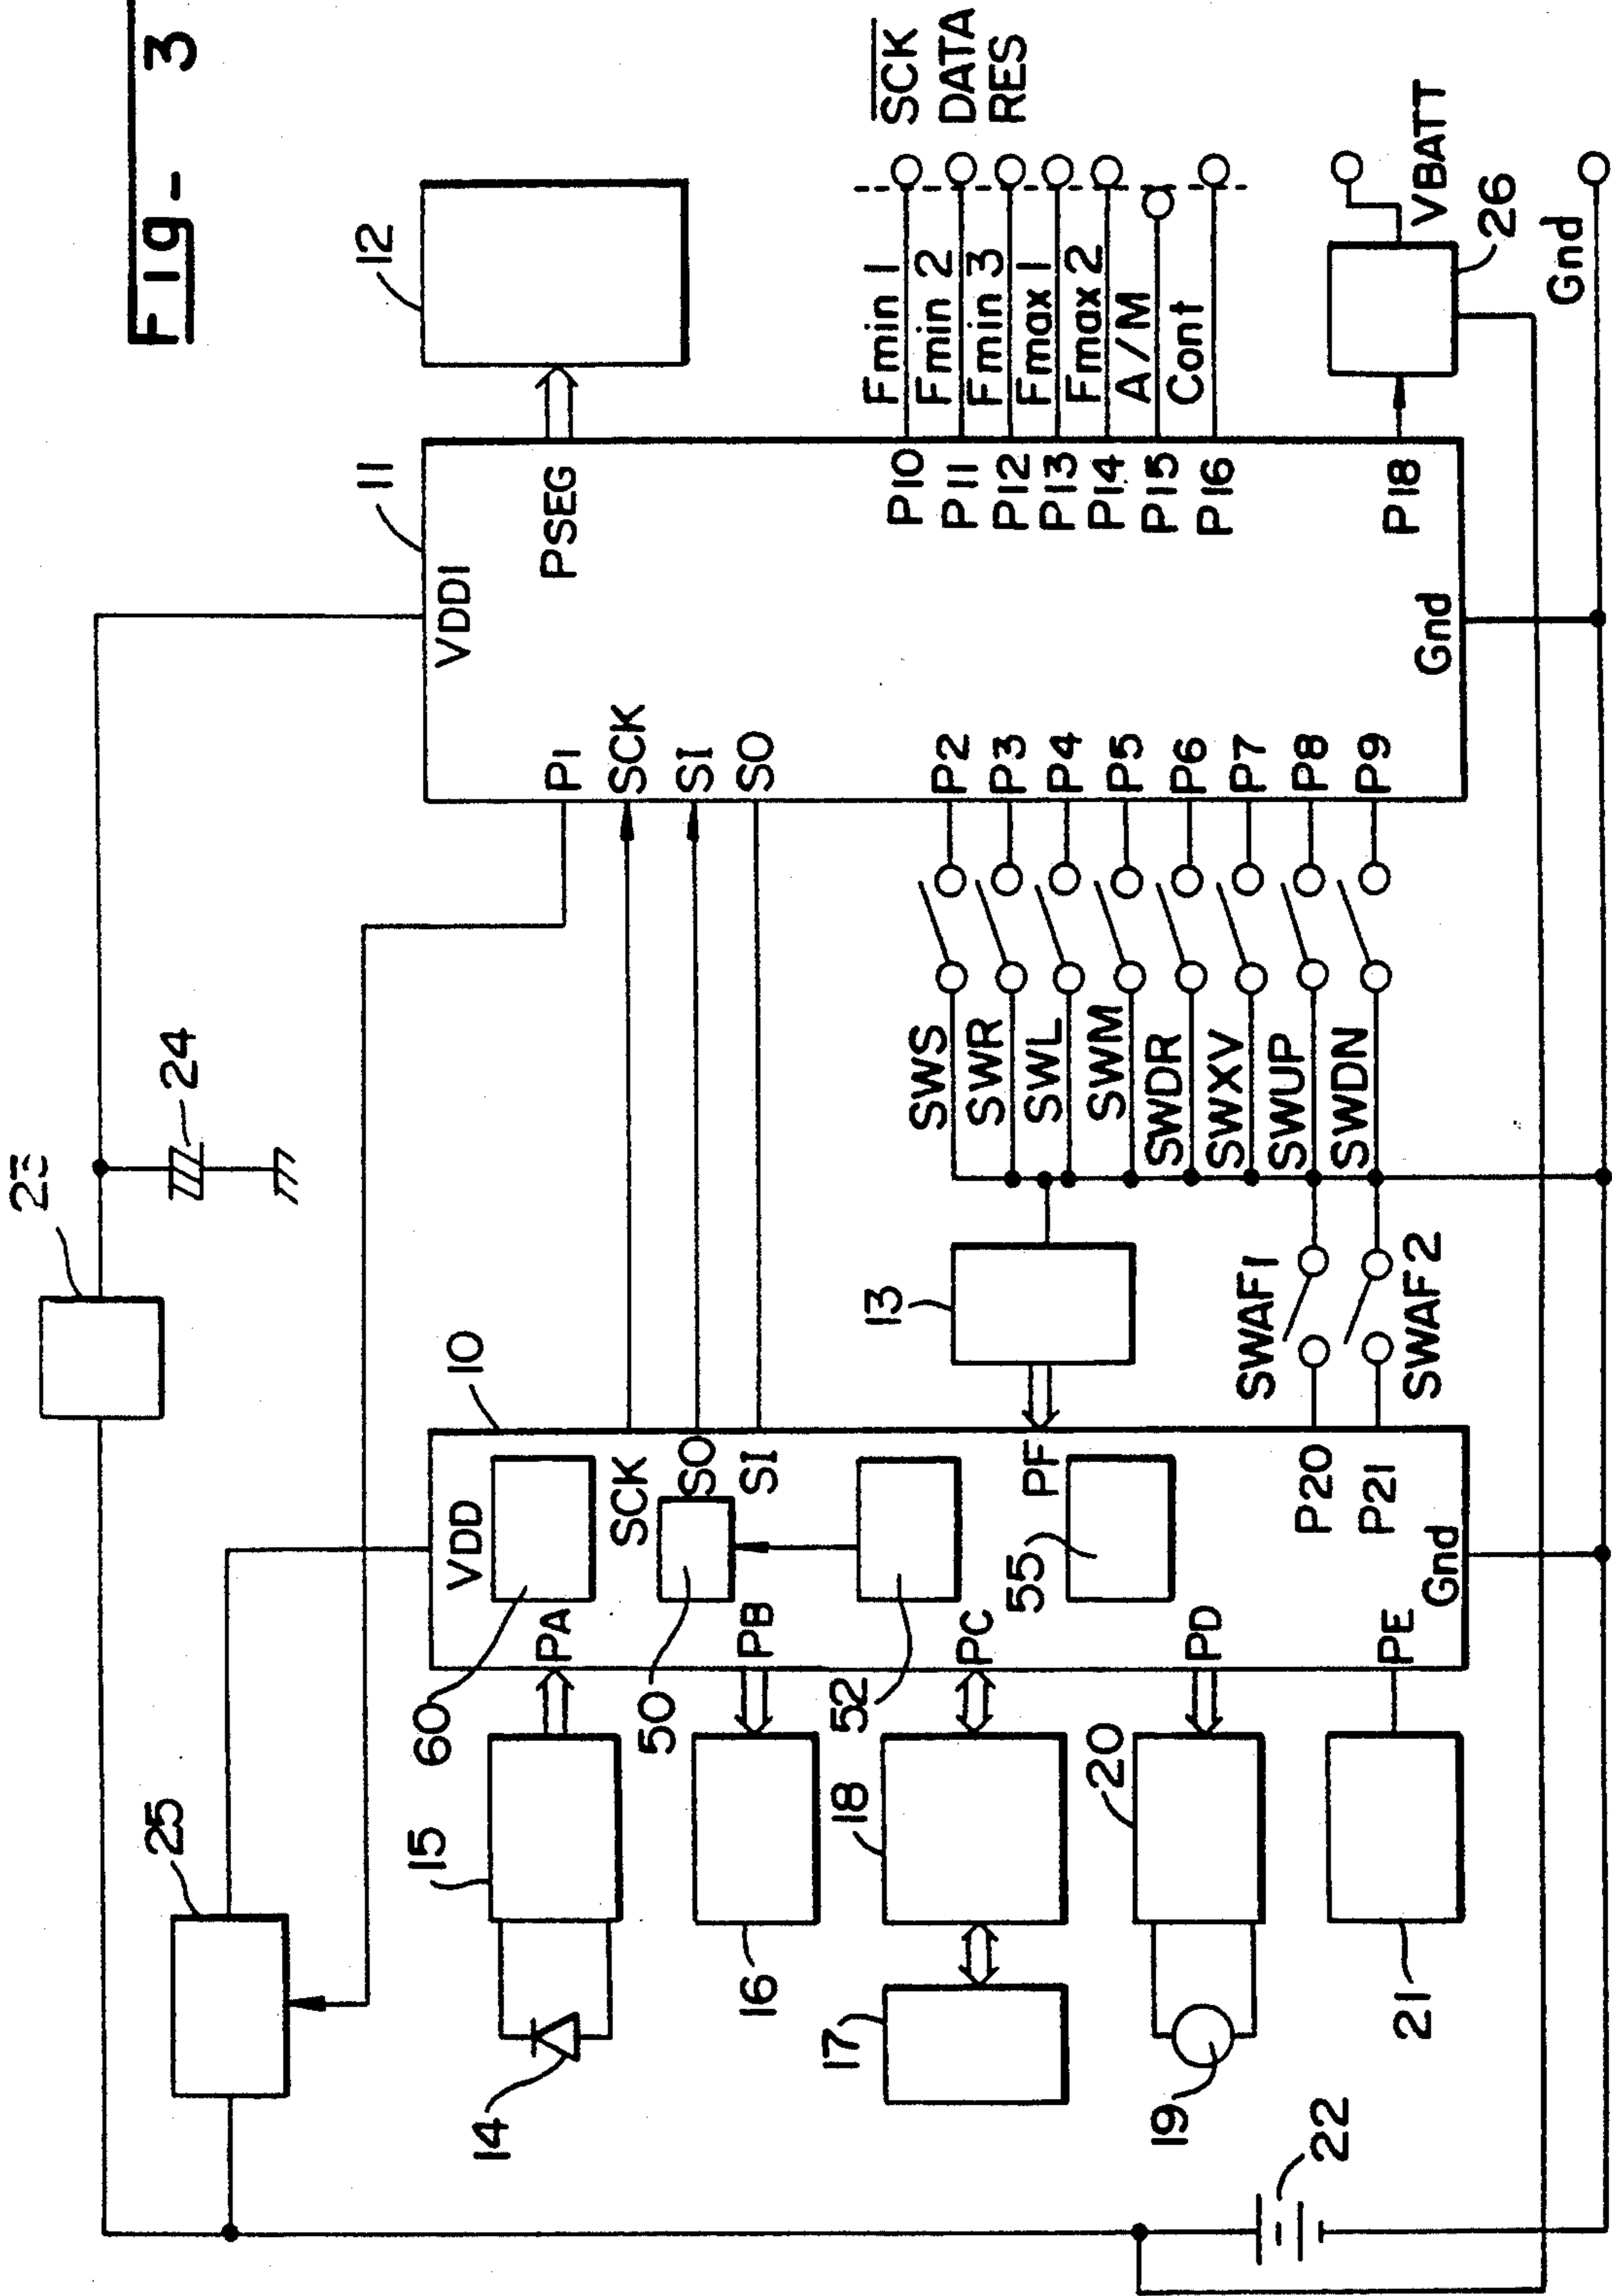 Fig. 3
23
24
25
VDD1
11
12
PSEG
P1
SCK
SI
SO
10
VDD
60
SCK
SO
SI
50
52
55
PA
PB
PC
PD
PE
PF
P20
P21
Gnd
15
14
16
18
17
20
19
21
22
13
SWS
SWR
SWL
SWM
SWDR
SWXV
SWUP
SWDN
SWAF1
SWAF2
P2
P3
P4
P5
P6
P7
P8
P9
Gnd
P10
P11
P12
P13
P14
P15
P16
P18
Fmin 1
Fmin 2
Fmin 3
Fmax 1
Fmax 2
A/M
Cont
SCK
DATA
RES
VBATT
26
Gnd